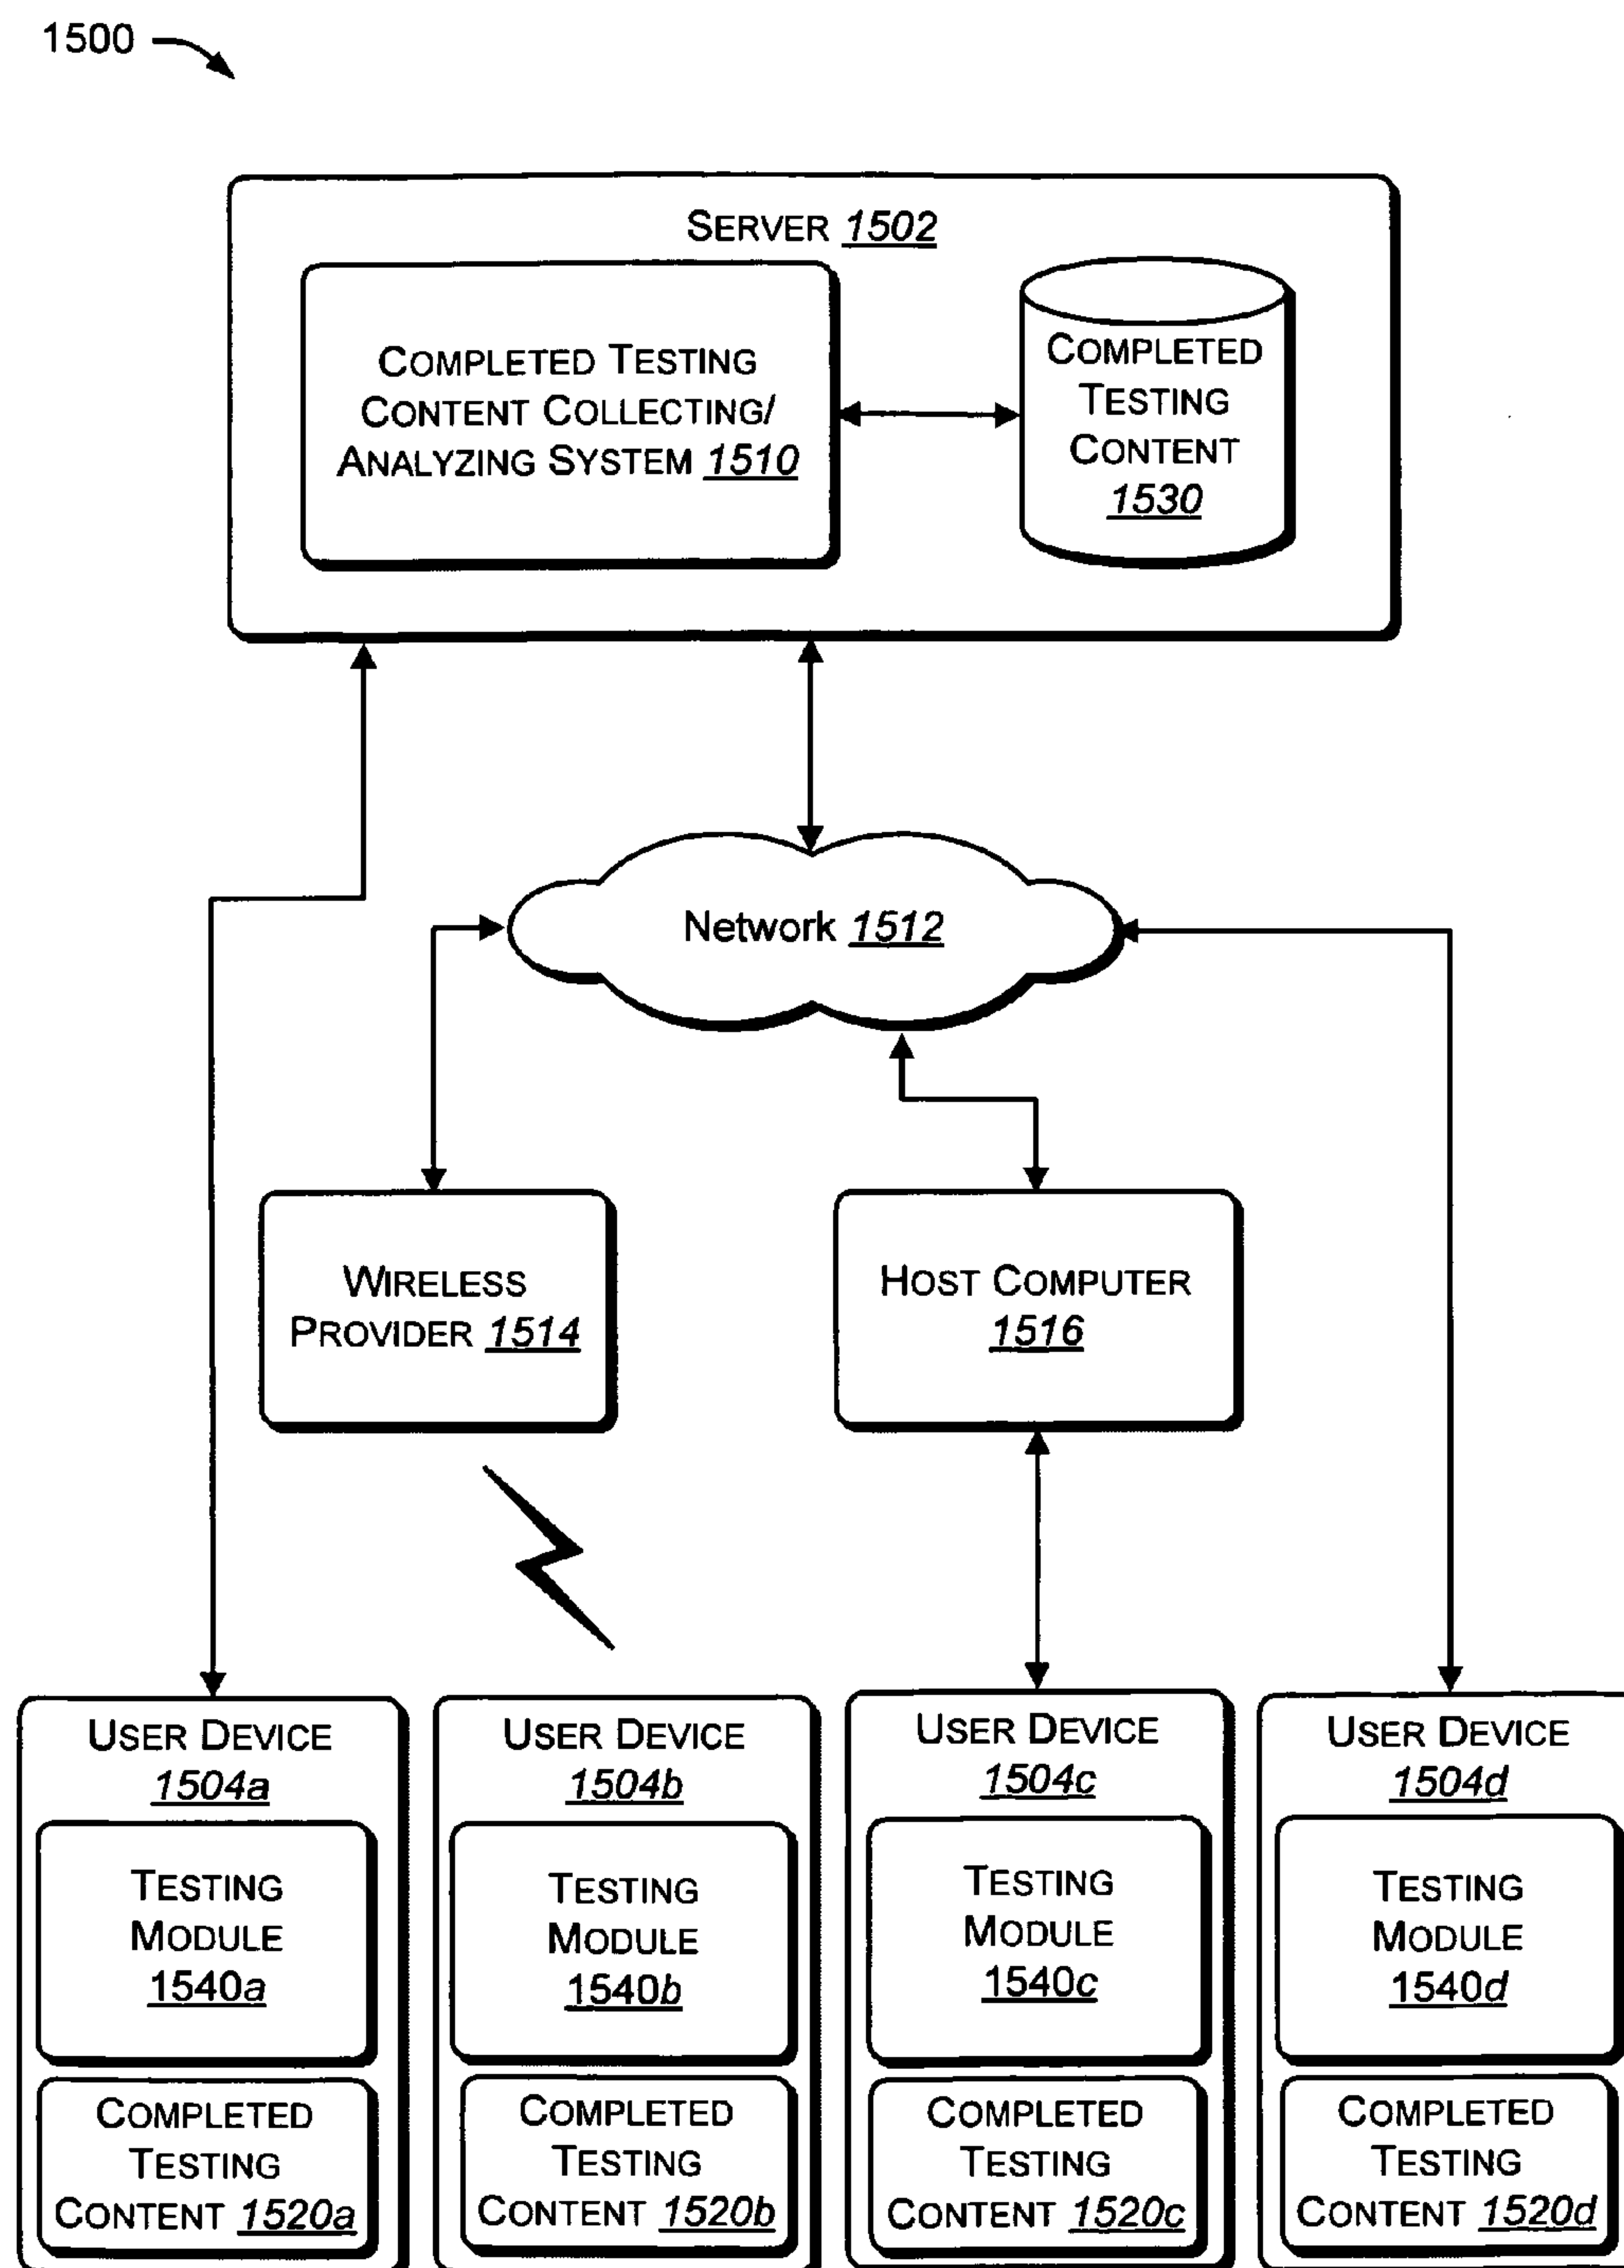 1500
SERVER 1502
COMPLETED TESTING
CONTENT COLLECTING/
ANALYZING SYSTEM 1510
COMPLETED
TESTING
CONTENT
1530
Network 1512
WIRELESS
PROVIDER 1514
HOST COMPUTER
1516
USER DEVICE
1504a
TESTING
MODULE
1540a
COMPLETED
TESTING
CONTENT 1520a
USER DEVICE
1504b
TESTING
MODULE
1540b
COMPLETED
TESTING
CONTENT 1520b
USER DEVICE
1504c
TESTING
MODULE
1540c
COMPLETED
TESTING
CONTENT 1520c
USER DEVICE
1504d
TESTING
MODULE
1540d
COMPLETED
TESTING
CONTENT 1520d